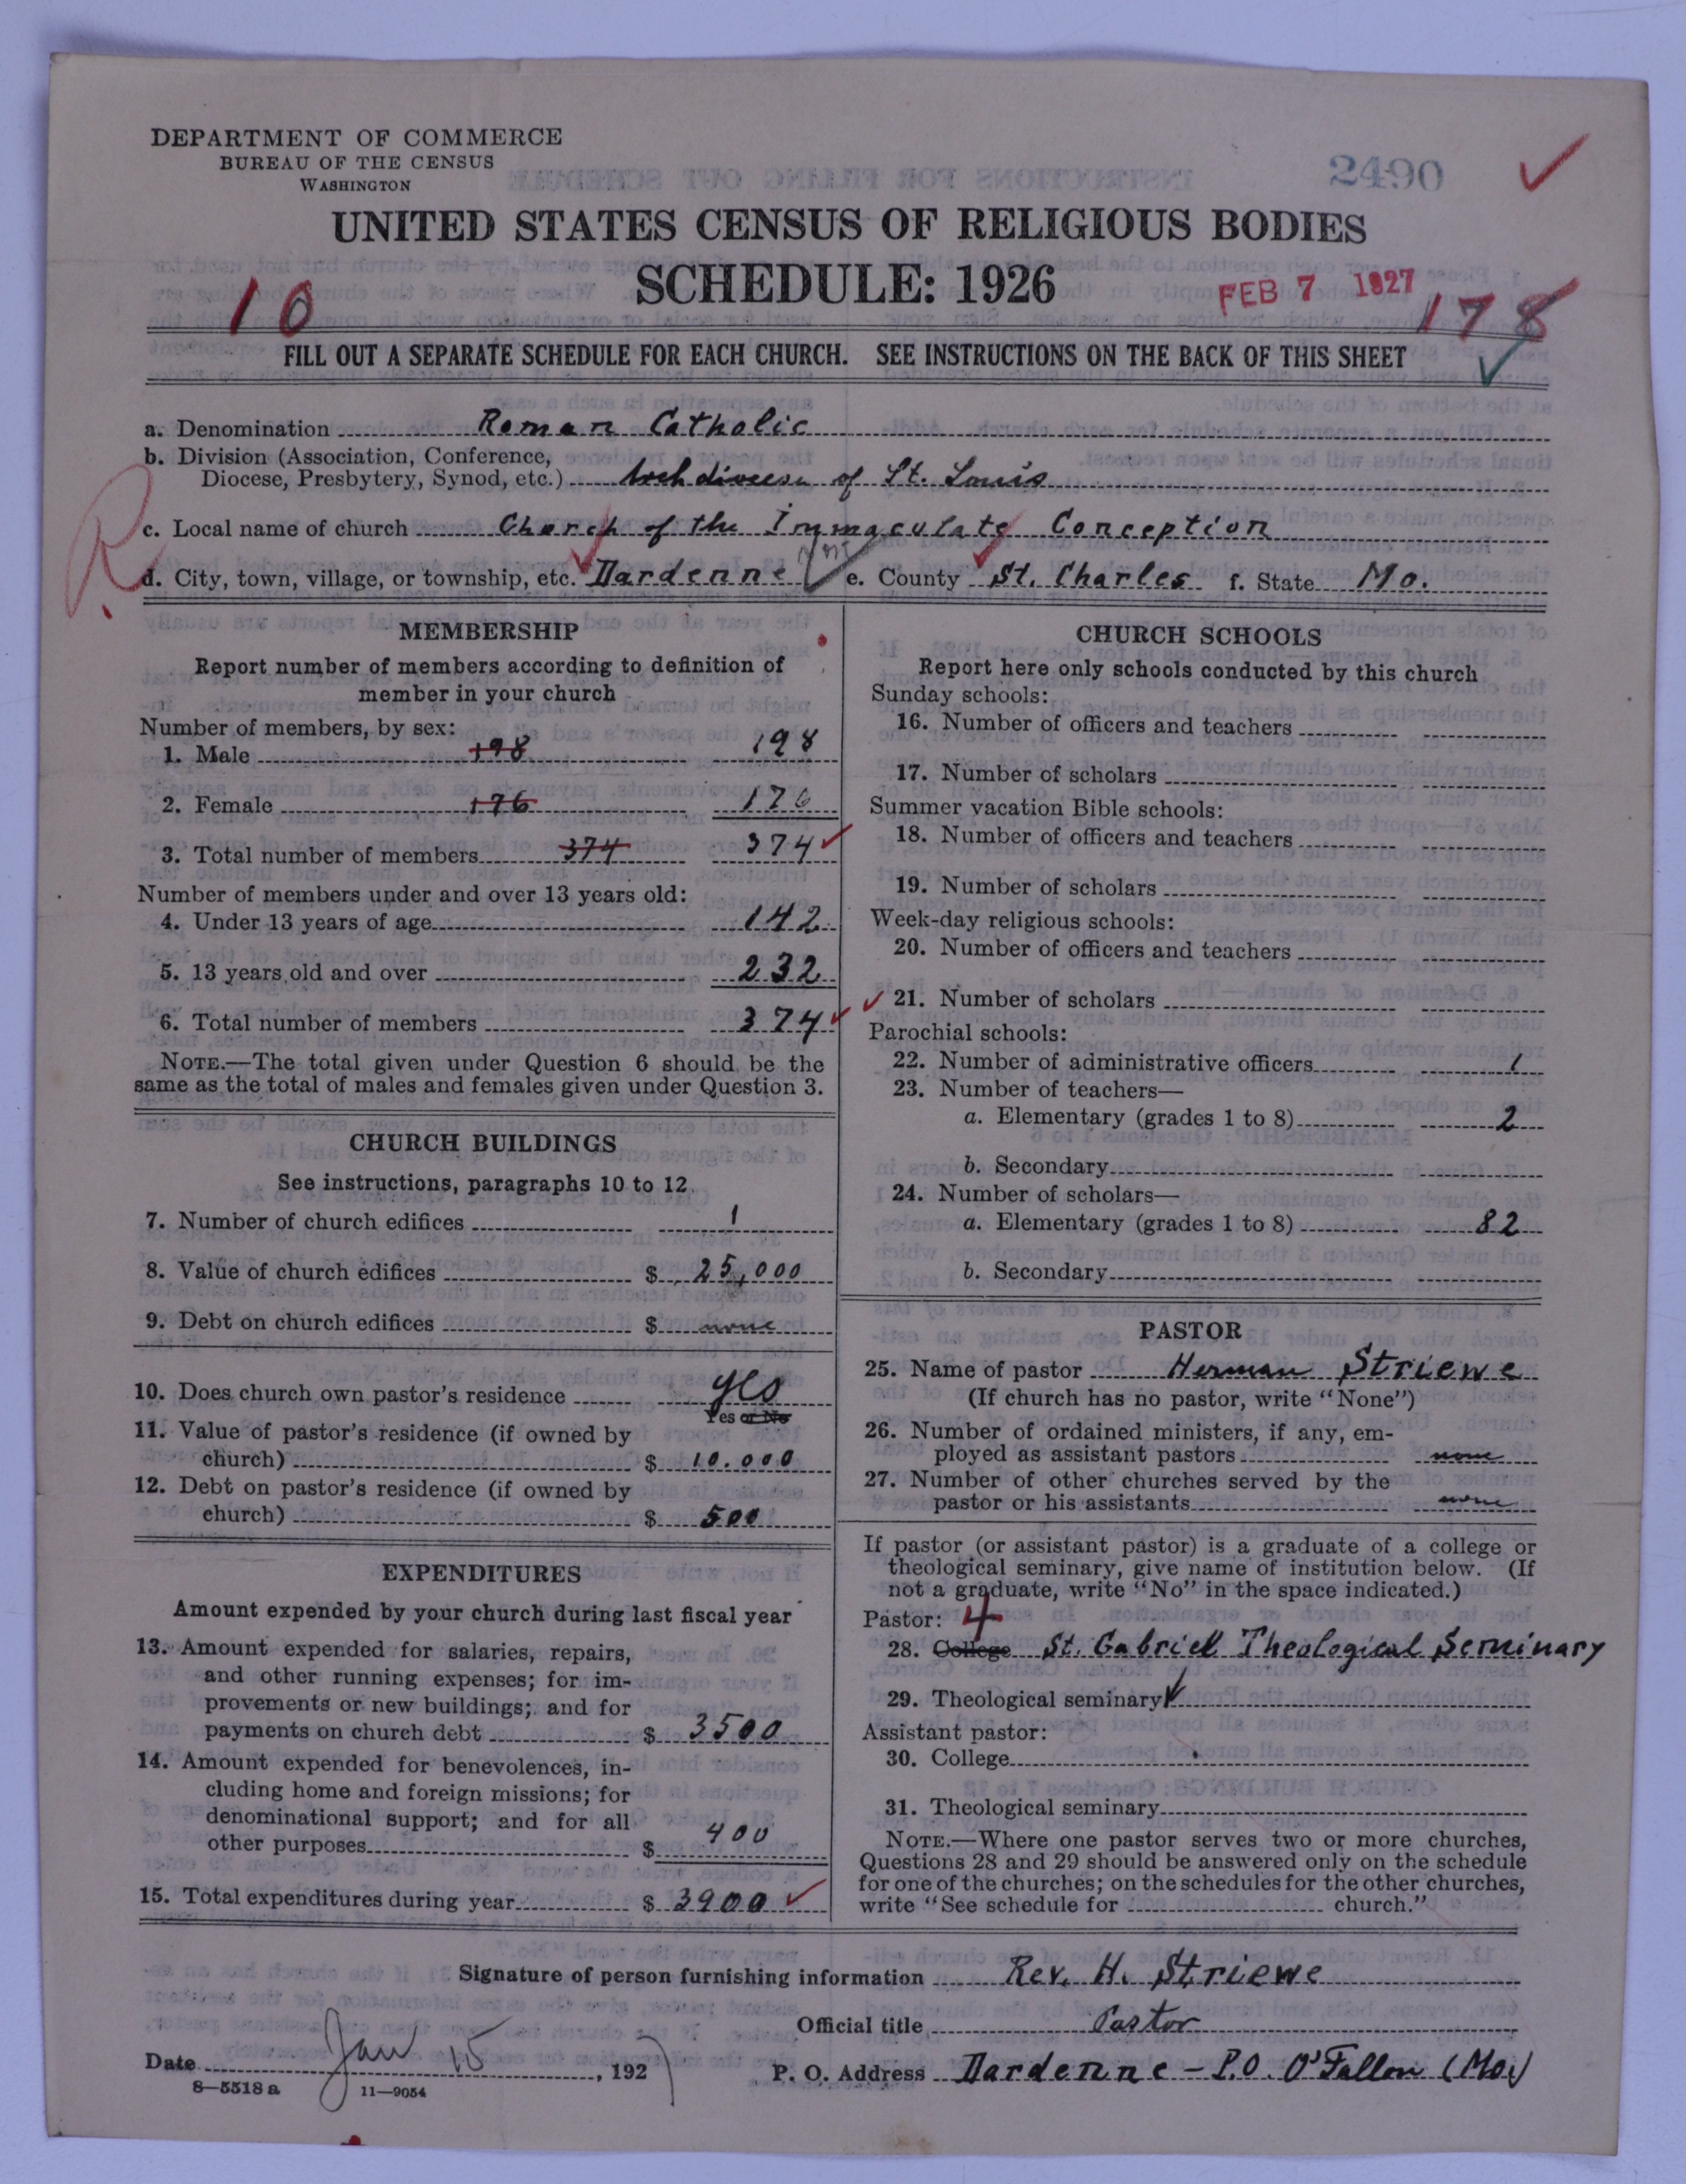 DEPARTMENT OF COMMERCE
BUREAU OF THE CENSUS
WASHINGTON
2490
UNITED STATES CENSUS OF RELIGIOUS BODIES
SCHEDULE: 1926
FEB 7 1927
10
178
FILL OUT A SEPARATE SCHEDULE FOR EACH CHURCH. SEE INSTRUCTIONS ON THE BACK OF THIS SHEET
a. Denomination Roman Catholic
b. Division (Association, Conference,
Diocese, Presbytery, Synod, etc.) Archdiocese of St. Louis
c. Local name of church Church of the Immaculate Conception
R.
d. City, town, village, or township, etc. Dardenne e. County St. Charles f. State Mo.
MEMBERSHIP
Report number of members according to definition of
member in your church
Number of members, by sex:
1. Male 198 198
2. Female 176 176
3. Total number of members 374 374
Number of members under and over 13 years old:
4. Under 13 years of age 142
5. 13 years old and over 232
6. Total number of members 374
NOTE.—The total given under Question 6 should be the
same as the total of males and females given under Question 3.
CHURCH BUILDINGS
See instructions, paragraphs 10 to 12
7. Number of church edifices 1
8. Value of church edifices $ 25,000
9. Debt on church edifices $ none
10. Does church own pastor's residence yes
Yes or No
11. Value of pastor's residence (if owned by
church) $ 10.000
12. Debt on pastor's residence (if owned by
church) $ 500
EXPENDITURES
Amount expended by your church during last fiscal year
13. Amount expended for salaries, repairs,
and other running expenses; for im-
provements or new buildings; and for
payments on church debt $ 3500
14. Amount expended for benevolences, in-
cluding home and foreign missions; for
denominational support; and for all
other purposes $ 400
15. Total expenditures during year $ 3900
CHURCH SCHOOLS
Report here only schools conducted by this church
Sunday schools:
16. Number of officers and teachers
17. Number of scholars
Summer vacation Bible schools:
18. Number of officers and teachers
19. Number of scholars
Week-day religious schools:
20. Number of officers and teachers
21. Number of scholars
Parochial schools:
22. Number of administrative officers 1
23. Number of teachers—
a. Elementary (grades 1 to 8) 2
b. Secondary
24. Number of scholars—
a. Elementary (grades 1 to 8) 82
b. Secondary
PASTOR
25. Name of pastor Herman Striewe
(If church has no pastor, write "None")
26. Number of ordained ministers, if any, em-
ployed as assistant pastors none
27. Number of other churches served by the
pastor or his assistants none
If pastor (or assistant pastor) is a graduate of a college or
theological seminary, give name of institution below. (If
not a graduate, write "No" in the space indicated.)
Pastor: 4
28. College St. Gabriel Theological Seminary
29. Theological seminary
Assistant pastor:
30. College
31. Theological seminary
NOTE.—Where one pastor serves two or more churches,
Questions 28 and 29 should be answered only on the schedule
for one of the churches; on the schedules for the other churches,
write "See schedule for church."
Signature of person furnishing information Rev. H. Striewe
Official title Pastor
Date Jan 15, 1927
P. O. Address Dardenne - P.O. O'Fallon (Mo.)
8—5518 a 11—9054